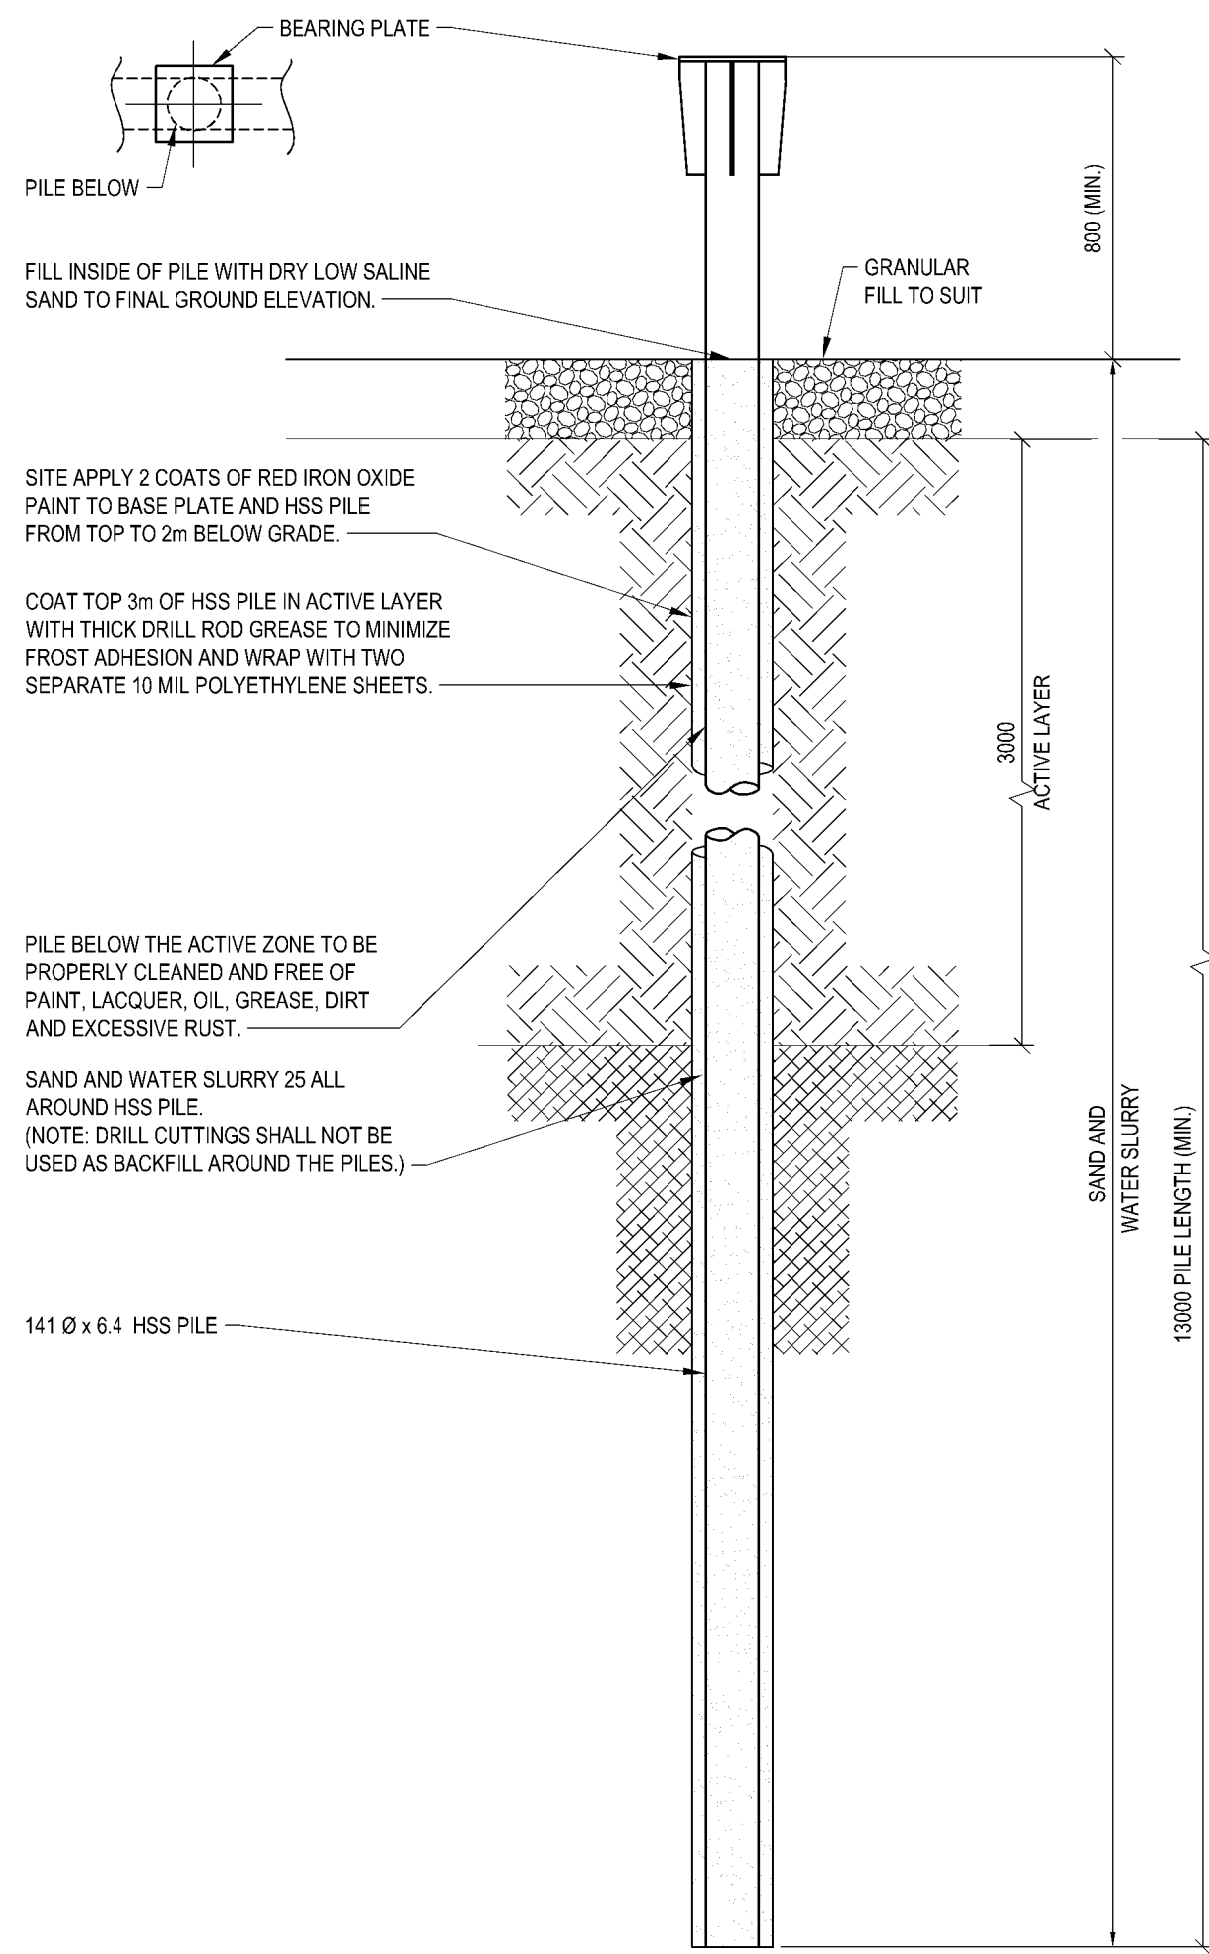 BEARING PLATE
PILE BELOW
800 (MIN.)
FILL INSIDE OF PILE WITH DRY LOW SALINE
SAND TO FINAL GROUND ELEVATION.
GRANULAR
FILL TO SUIT
SITE APPLY 2 COATS OF RED IRON OXIDE
PAINT TO BASE PLATE AND HSS PILE
FROM TOP TO 2m BELOW GRADE.
COAT TOP 3m OF HSS PILE IN ACTIVE LAYER
WITH THICK DRILL ROD GREASE TO MINIMIZE
FROST ADHESION AND WRAP WITH TWO
SEPARATE 10 MIL POLYETHYLENE SHEETS.
3000
ACTIVE LAYER
PILE BELOW THE ACTIVE ZONE TO BE
PROPERLY CLEANED AND FREE OF
PAINT, LACQUER, OIL, GREASE, DIRT
AND EXCESSIVE RUST.
SAND AND WATER SLURRY 25 ALL
AROUND HSS PILE.
(NOTE: DRILL CUTTINGS SHALL NOT BE
USED AS BACKFILL AROUND THE PILES.)
SAND AND
WATER SLURRY
13000 PILE LENGTH (MIN.)
141 Ø x 6.4 HSS PILE